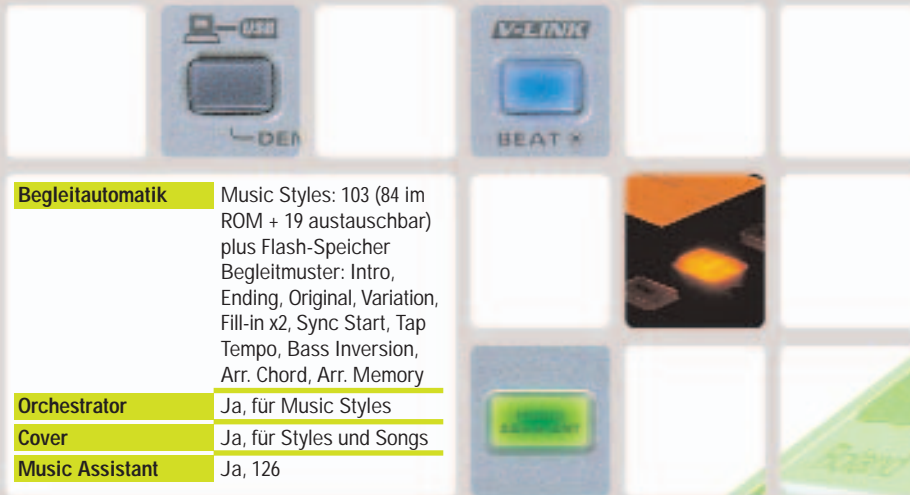 USB
V-LINK
BEAT
Begleitautomatik
Music Styles: 103 (84 im
ROM + 19 austauschbar)
plus Flash-Speicher
Begleitmuster: Intro,
Ending, Original, Variation,
Fill-in x2, Sync Start, Tap
Tempo, Bass Inversion,
Arr. Chord, Arr. Memory
Orchestrator
Ja, für Music Styles
Cover
Ja, für Styles und Songs
Music Assistant
Ja, 126